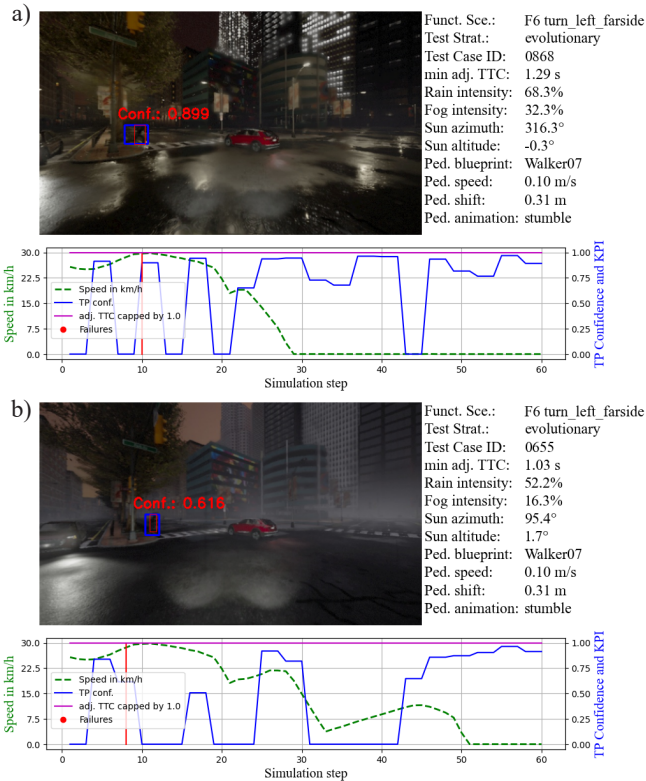 a)
Conf.: 0.899
Funct. Sce.: F6 turn_left_farside
Test Strat.: evolutionary
Test Case ID: 0868
min adj. TTC: 1.29 s
Rain intensity: 68.3%
Fog intensity: 32.3%
Sun azimuth: 316.3°
Sun altitude: -0.3°
Ped. blueprint: Walker07
Ped. speed: 0.10 m/s
Ped. shift: 0.31 m
Ped. animation: stumble
Speed in km/h
30.0
22.5
15.0
7.5
0.0
Speed in km/h
TP conf.
adj. TTC capped by 1.0
Failures
1.00
0.75
0.50
0.25
0.00
TP Confidence and KPI
0 10 20 30 40 50 60
Simulation step
b)
Conf.: 0.616
Funct. Sce.: F6 turn_left_farside
Test Strat.: evolutionary
Test Case ID: 0655
min adj. TTC: 1.03 s
Rain intensity: 52.2%
Fog intensity: 16.3%
Sun azimuth: 95.4°
Sun altitude: 1.7°
Ped. blueprint: Walker07
Ped. speed: 0.10 m/s
Ped. shift: 0.31 m
Ped. animation: stumble
Speed in km/h
30.0
22.5
15.0
7.5
0.0
Speed in km/h
TP conf.
adj. TTC capped by 1.0
Failures
1.00
0.75
0.50
0.25
0.00
TP Confidence and KPI
0 10 20 30 40 50 60
Simulation step